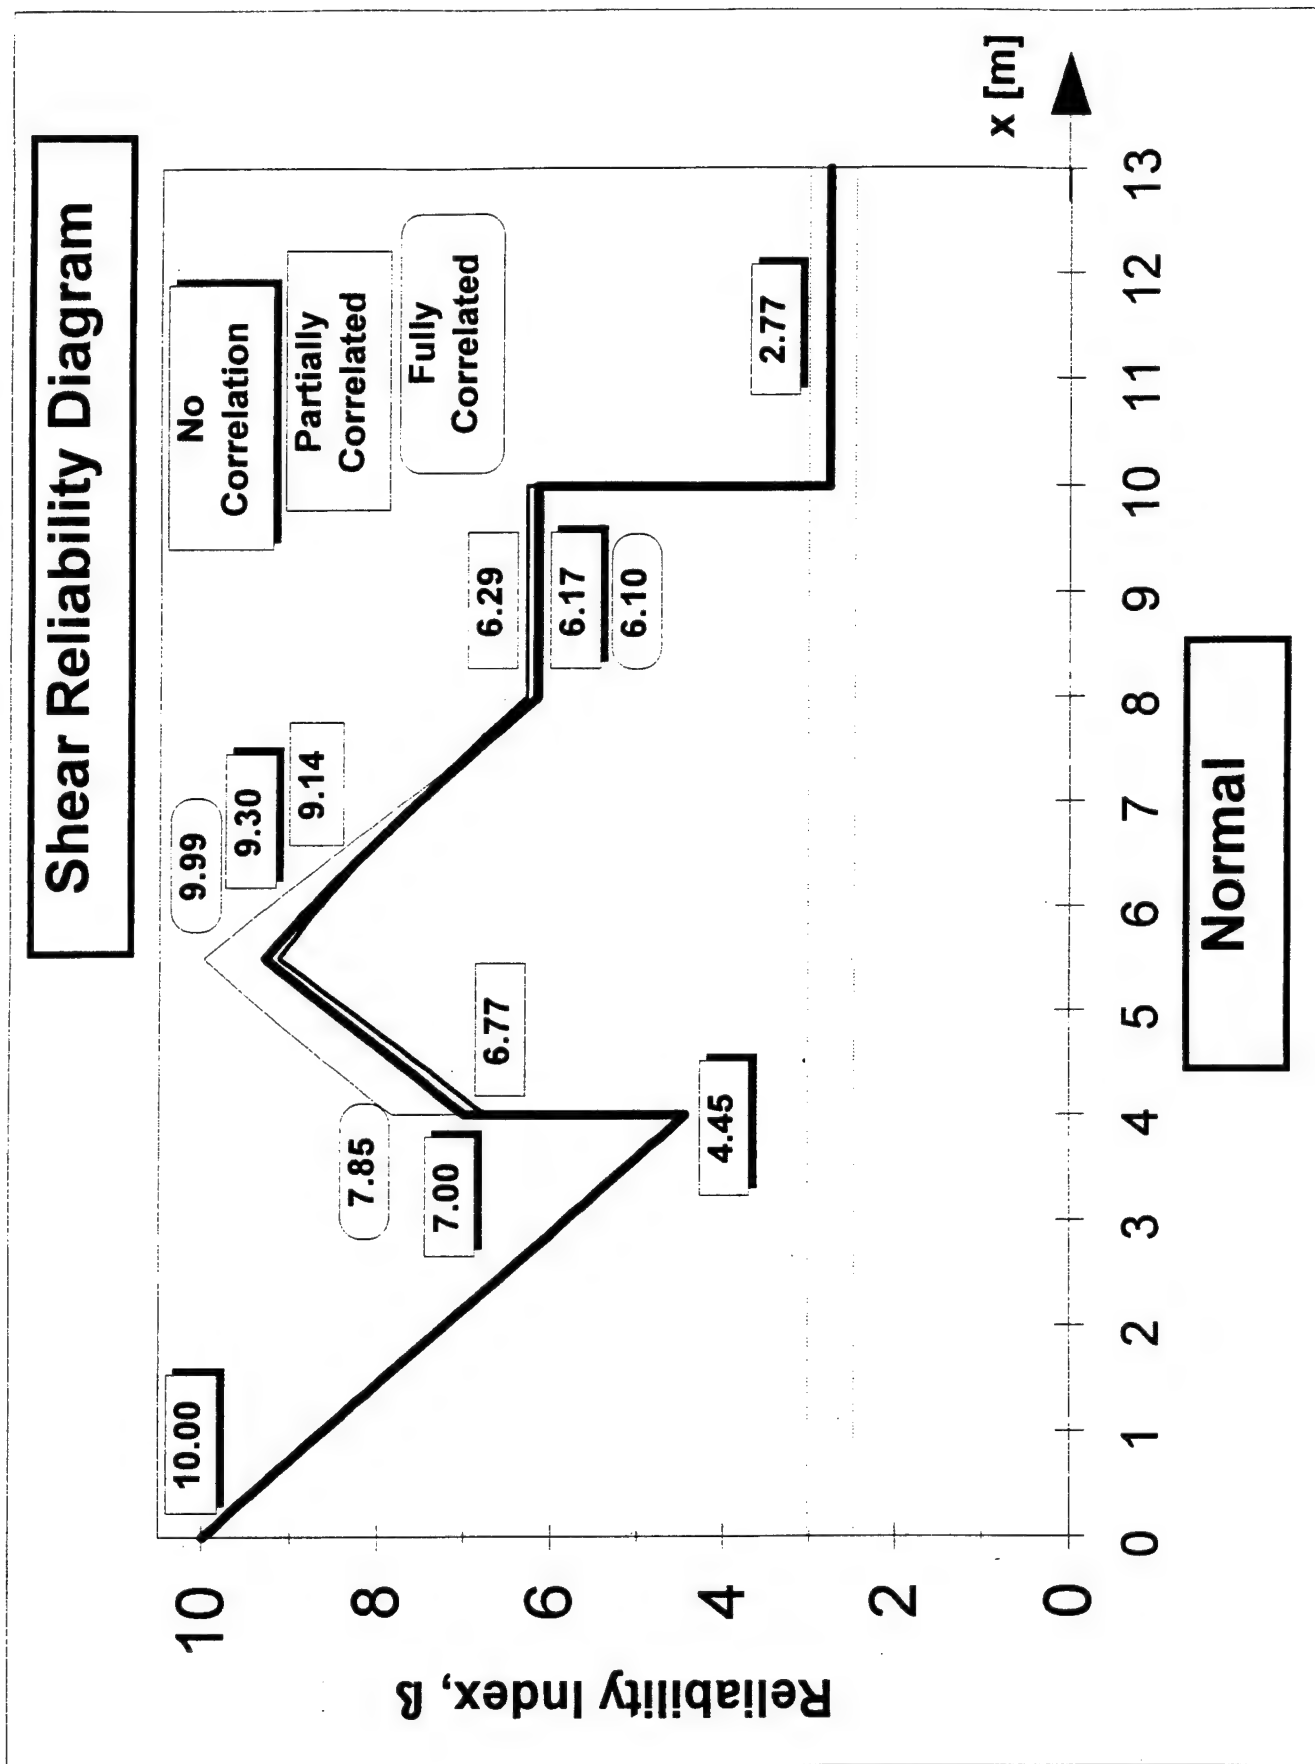 Shear Reliability Diagram
Reliability Index, ß
10
8
6
4
2
0
10.00
7.85
7.00
4.45
6.77
9.99
9.30
9.14
6.29
6.17
6.10
2.77
No
Correlation
Partially
Correlated
Fully
Correlated
0 1 2 3 4 5 6 7 8 9 10 11 12 13
x [m]
Normal